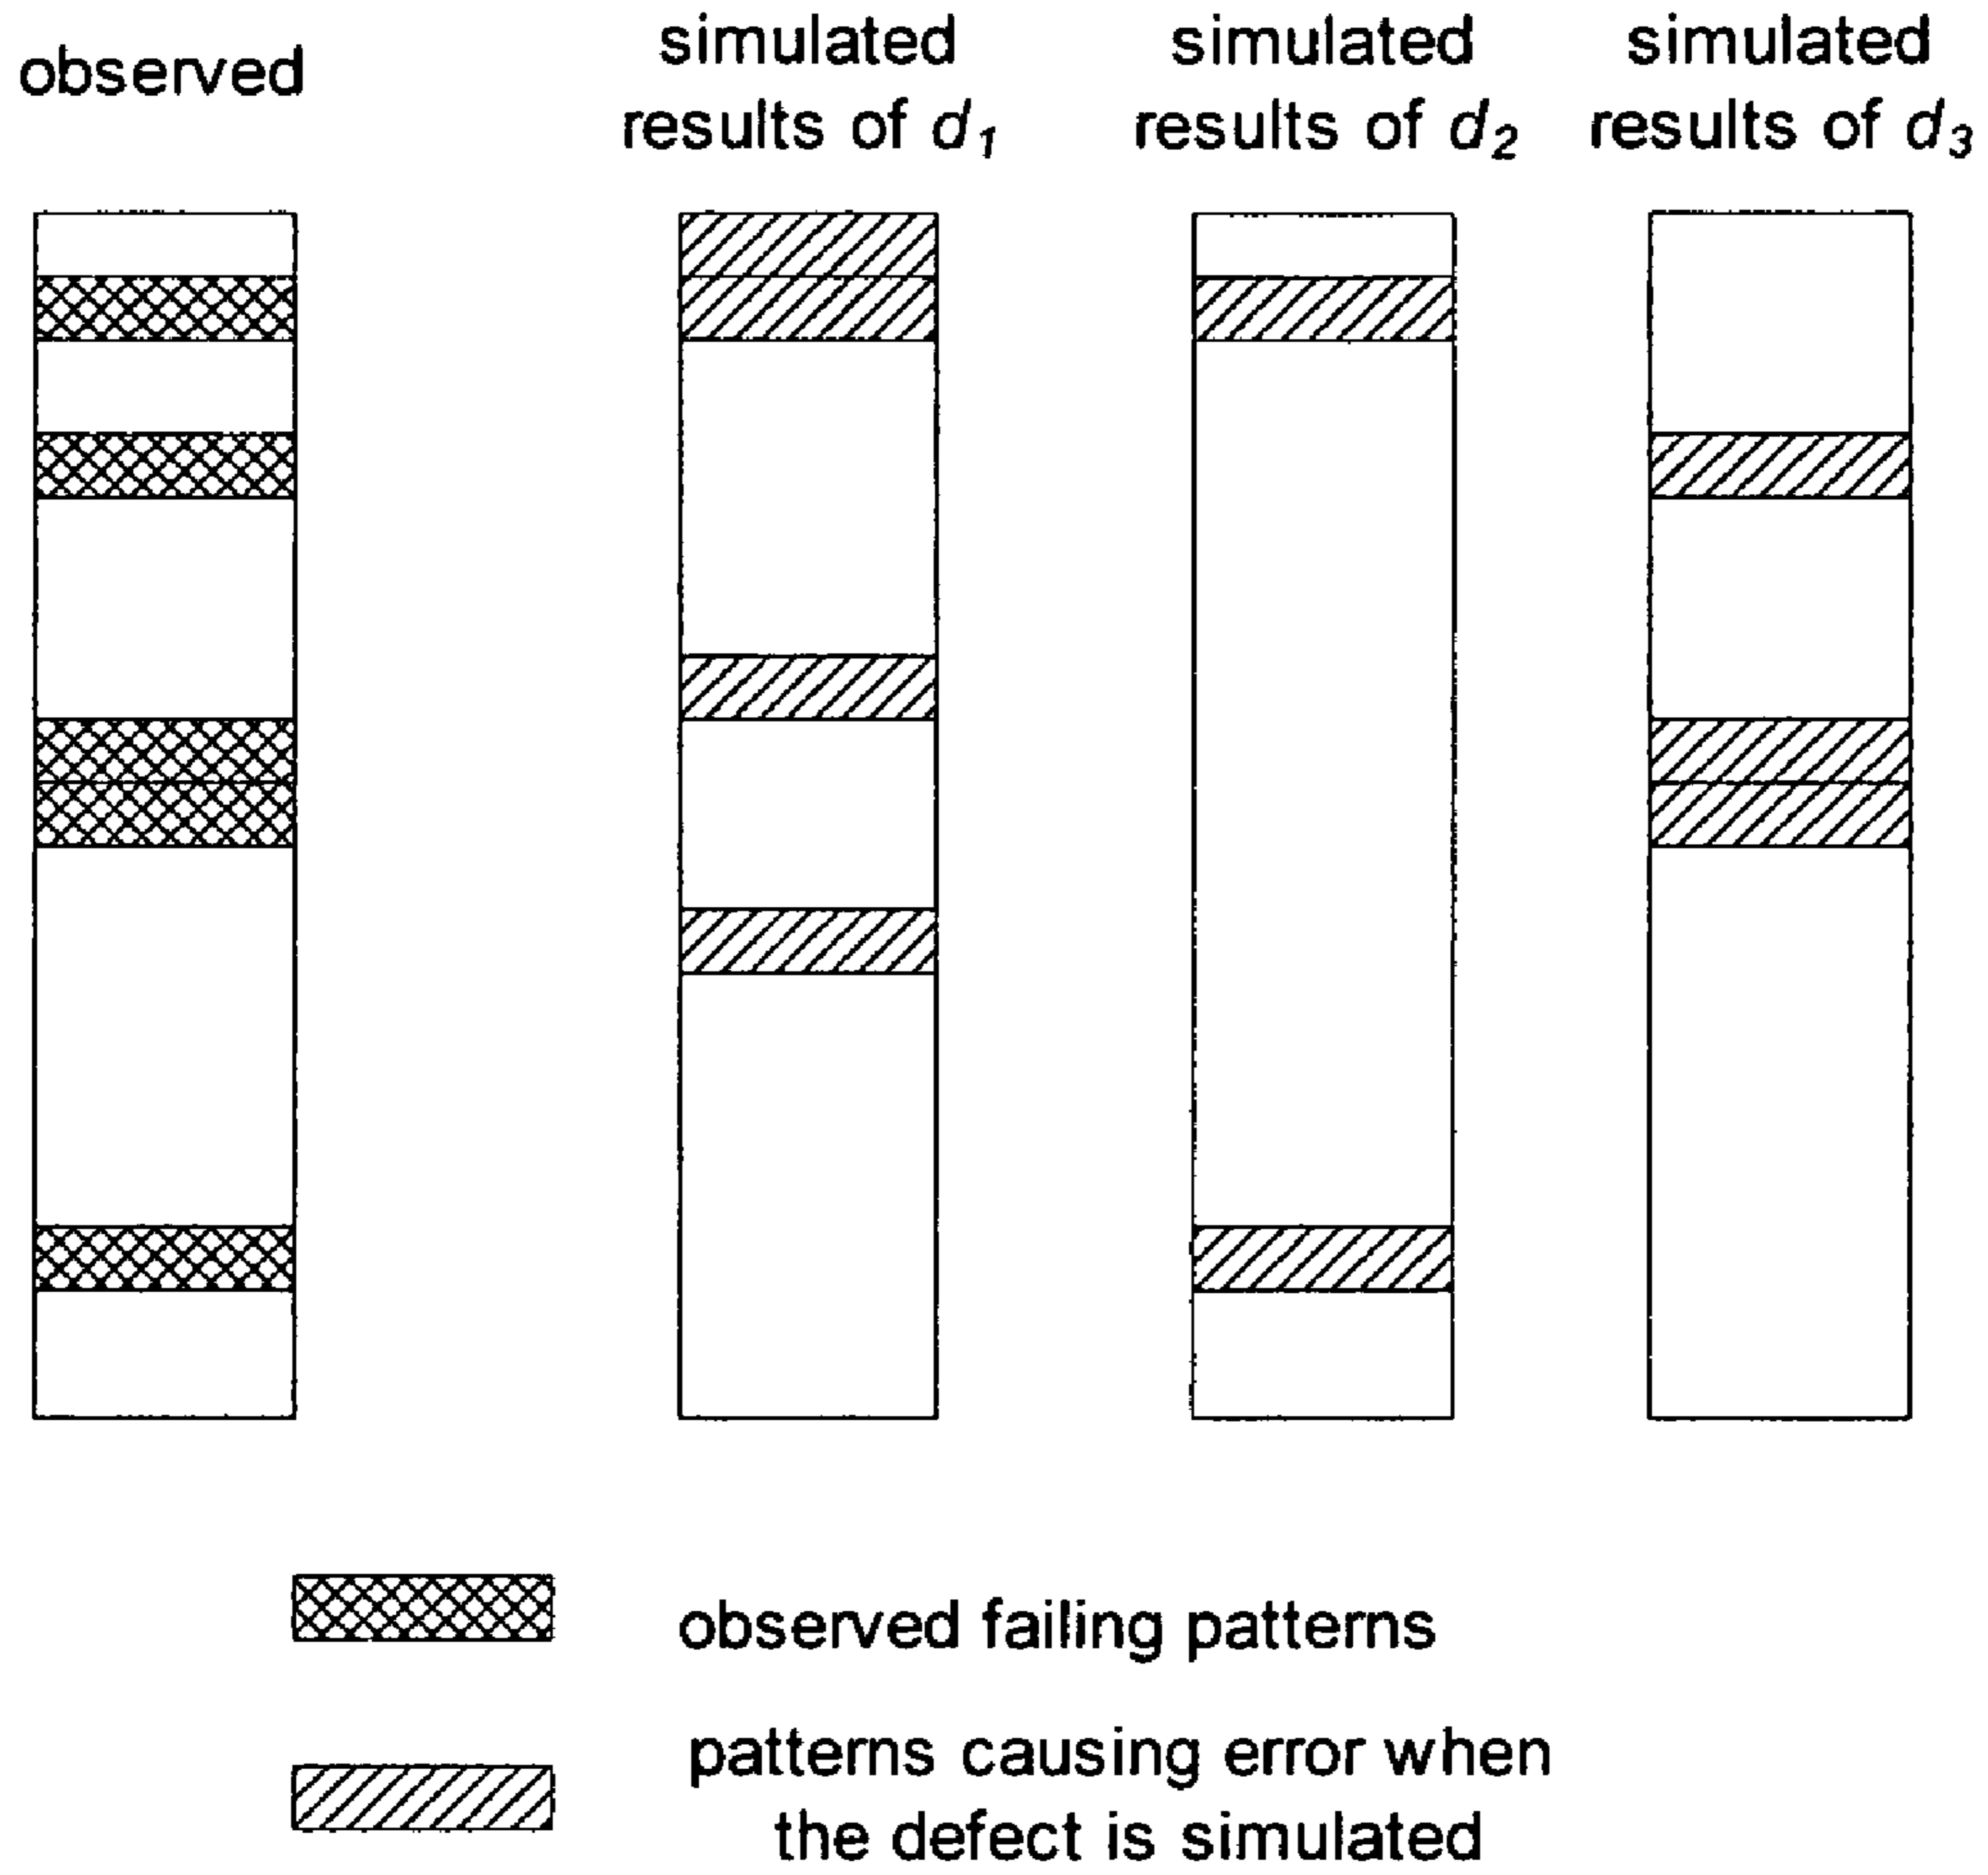 observed
simulated
results of d1
simulated
results of d2
simulated
results of d3
observed failing patterns
patterns causing error when
the defect is simulated